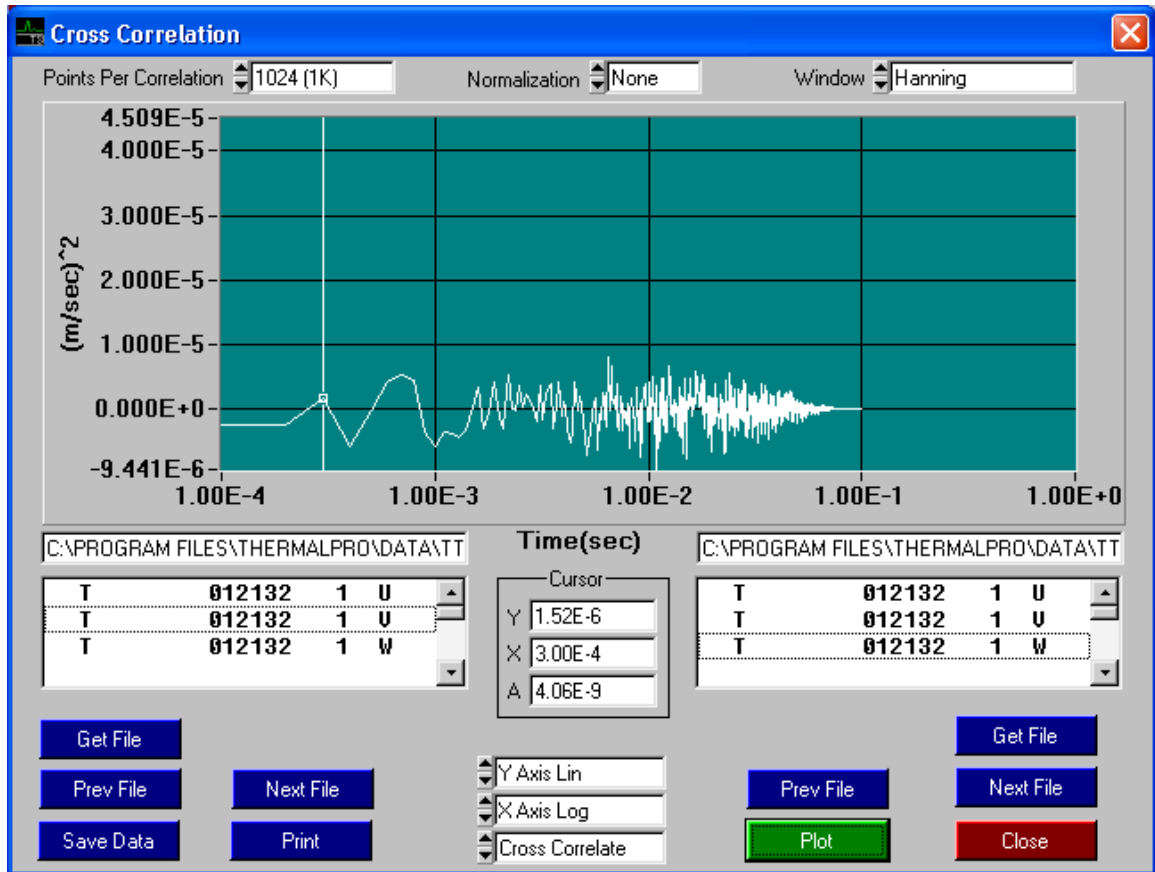 Cross Correlation
Points Per Correlation 1024 (1K) Normalization None Window Hanning
4.509E-5
4.000E-5
3.000E-5
2.000E-5
1.000E-5
0.000E+0
-9.441E-6
(m/sec)^2
1.00E-4 1.00E-3 1.00E-2 1.00E-1 1.00E+0
Time(sec)
C:\PROGRAM FILES\THERMALPRO\DATA\TT
T 012132 1 U
T 012132 1 V
T 012132 1 W
Cursor
Y 1.52E-6
X 3.00E-4
A 4.06E-9
C:\PROGRAM FILES\THERMALPRO\DATA\TT
T 012132 1 U
T 012132 1 V
T 012132 1 W
Get File
Prev File Next File
Save Data Print
Y Axis Lin
X Axis Log
Cross Correlate
Get File
Prev File Next File
Plot Close